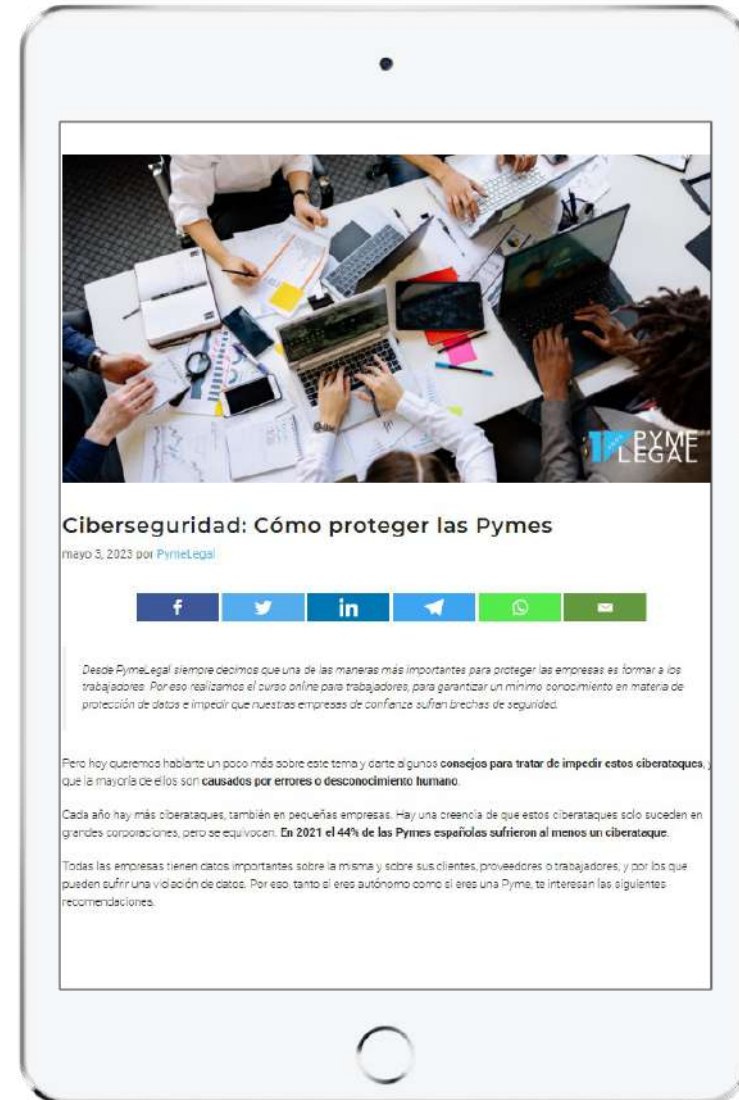 PYME
LEGAL
Ciberseguridad: Cómo proteger las Pymes
mayo 3, 2023 por PymeLegal
Desde PymeLegal siempre decimos que una de las maneras más importantes para proteger las empresas es formar a los
trabajadores. Por eso realizamos el curso online para trabajadores, para garantizar un mínimo conocimiento en materia de
protección de datos e impedir que nuestras empresas de confianza sufran brechas de seguridad.
Pero hoy queremos hablarte un poco más sobre este tema y darte algunos consejos para tratar de impedir estos ciberataques, y
que la mayoría de ellos son causados por errores o desconocimiento humano.
Cada año hay más ciberataques, también en pequeñas empresas. Hay una creencia de que estos ciberataques solo suceden en
grandes corporaciones, pero se equivocan. En 2021 el 44% de las Pymes españolas sufrieron al menos un ciberataque.
Todas las empresas tienen datos importantes sobre la misma y sobre sus clientes, proveedores o trabajadores, y por los que
pueden sufrir una violación de datos. Por eso, tanto si eres autónomo como si eres una Pyme, te interesan las siguientes
recomendaciones.